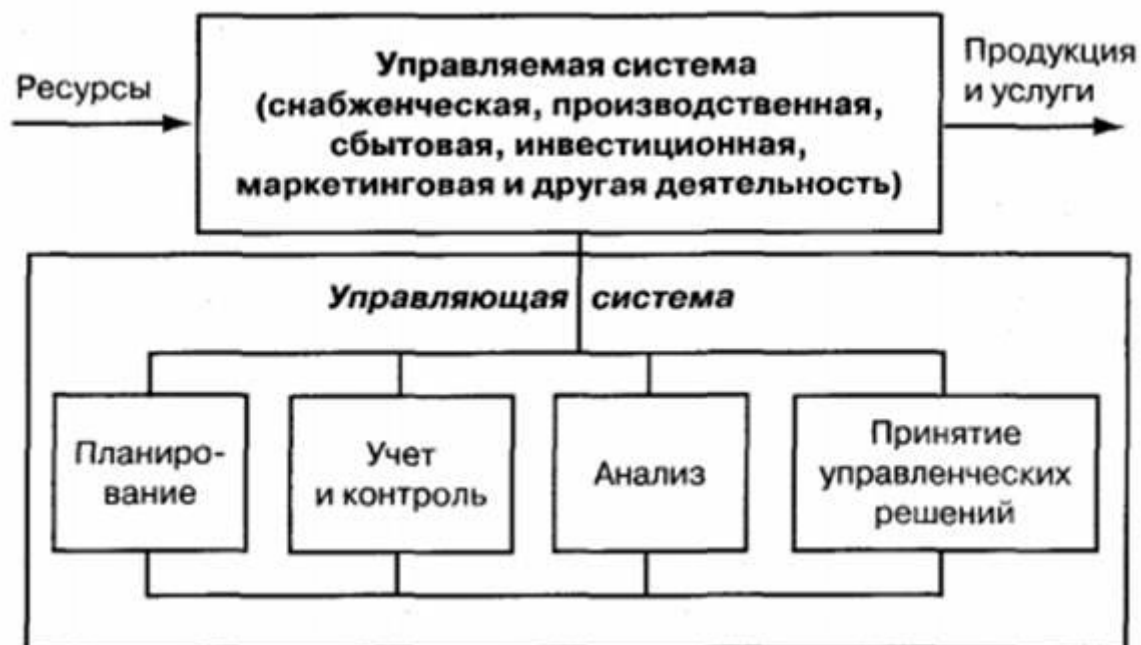 Ресурсы
Управляемая система
(снабженческая, производственная,
сбытовая, инвестиционная,
маркетинговая и другая деятельность)
Продукция
и услуги
Управляющая система
Планиро-
вание
Учет
и контроль
Анализ
Принятие
управленческих
решений